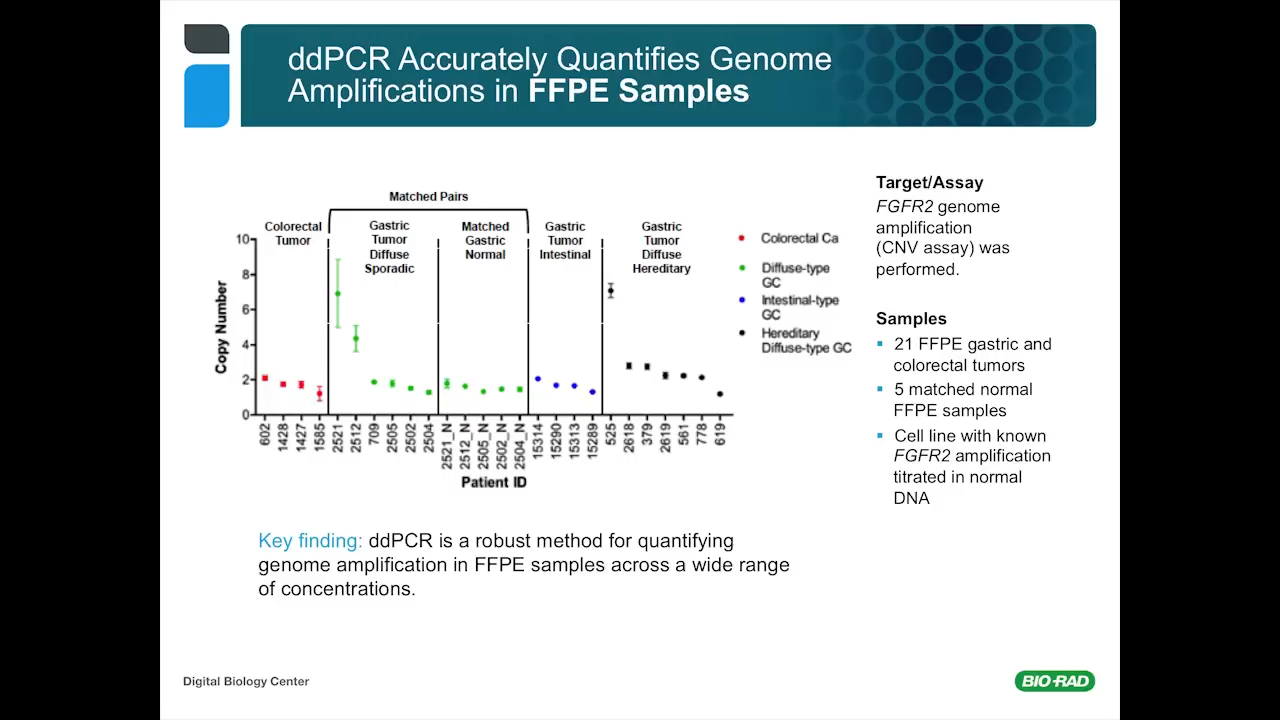 ddPCR Accurately Quantifies Genome
Amplifications in FFPE Samples
Matched Pairs
Colorectal
Tumor
Gastric
Tumor
Diffuse
Sporadic
Matched
Gastric
Normal
Gastric
Tumor
Intestinal
Gastric
Tumor
Diffuse
Hereditary
Copy Number
10
8
6
4
2
0
602
1428
1427
1585
2521
2512
709
2505
2502
2504
2521_N
2512_N
2505_N
2502_N
2504_N
15314
15290
15313
15289
525
2618
379
2619
561
778
619
Patient ID
Colorectal Ca
Diffuse-type
GC
Intestinal-type
GC
Hereditary
Diffuse-type GC
Target/Assay
FGFR2 genome
amplification
(CNV assay) was
performed.
Samples
21 FFPE gastric and
colorectal tumors
5 matched normal
FFPE samples
Cell line with known
FGFR2 amplification
titrated in normal
DNA
Key finding: ddPCR is a robust method for quantifying
genome amplification in FFPE samples across a wide range
of concentrations.
Digital Biology Center
BIO-RAD